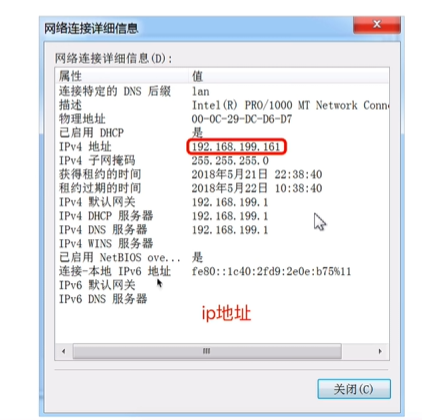 网络连接详细信息
网络连接详细信息(D):
属性 值
连接特定的 DNS 后缀 lan
描述 Intel(R) PRO/1000 MT Network Conn
物理地址 00-0C-29-DC-D6-D7
已启用 DHCP 是
IPv4 地址 192.168.199.161
IPv4 子网掩码 255.255.255.0
获得租约的时间 2018年5月21日 22:38:40
租约过期的时间 2018年5月22日 10:38:40
IPv4 默认网关 192.168.199.1
IPv4 DHCP 服务器 192.168.199.1
IPv4 DNS 服务器 192.168.199.1
IPv4 WINS 服务器
已启用 NetBIOS ove... 是
连接-本地 IPv6 地址 fe80::1c40:2fd9:2e0e:b75%11
IPv6 默认网关
IPv6 DNS 服务器
ip地址
关闭(C)